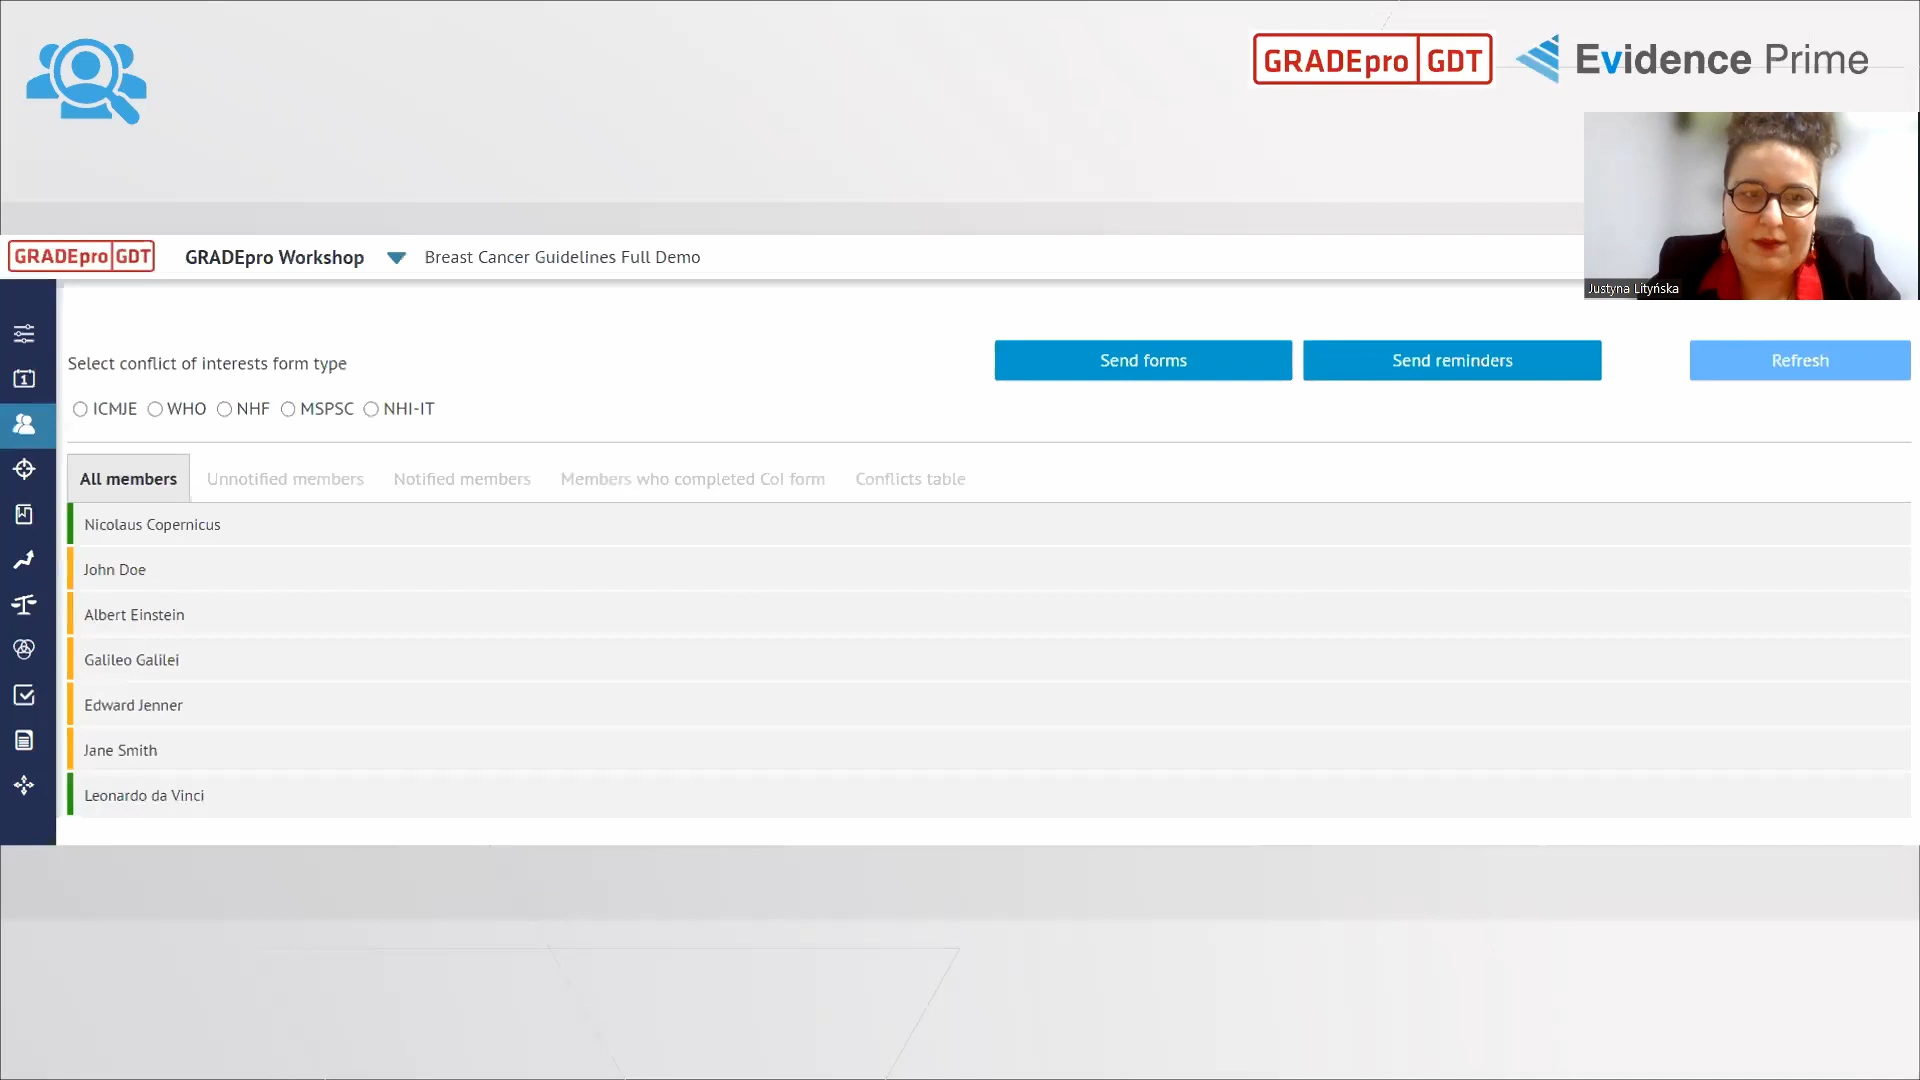 GRADEpro GDT
Evidence Prime
Justyna Lityńska
GRADEpro GDT
GRADEpro Workshop
Breast Cancer Guidelines Full Demo
Select conflict of interests form type
Send forms
Send reminders
Refresh
ICMJE WHO NHF MSPSC NHI-IT
All members
Unnotified members
Notified members
Members who completed CoI form
Conflicts table
Nicolaus Copernicus
John Doe
Albert Einstein
Galileo Galilei
Edward Jenner
Jane Smith
Leonardo da Vinci
1